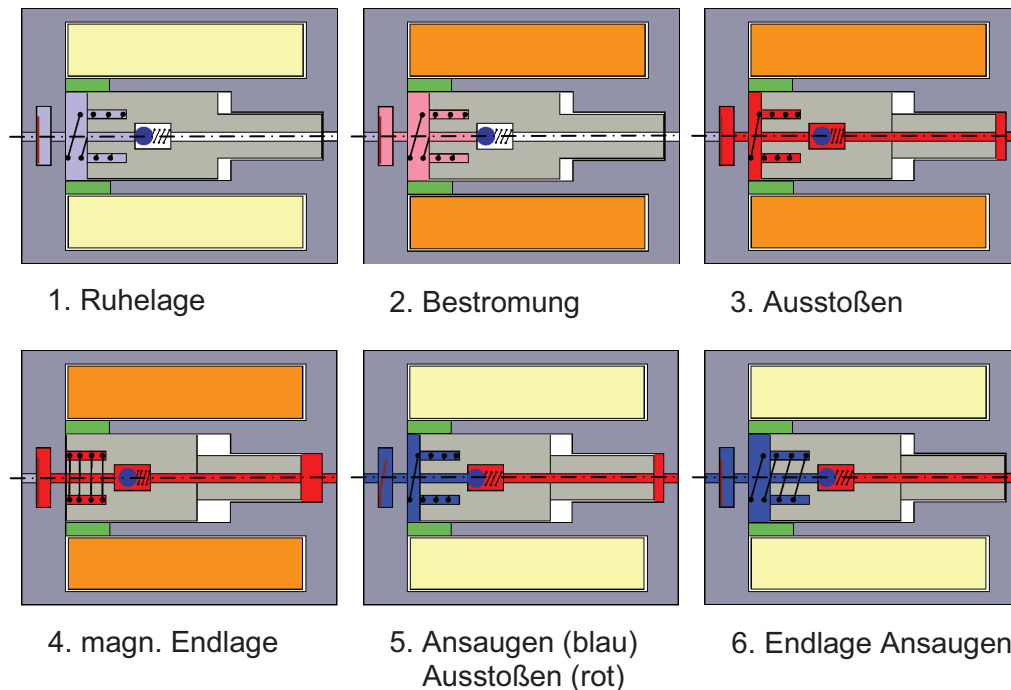 1. Ruhelage
2. Bestromung
3. Ausstoßen
4. magn. Endlage
5. Ansaugen (blau)
Ausstoßen (rot)
6. Endlage Ansaugen